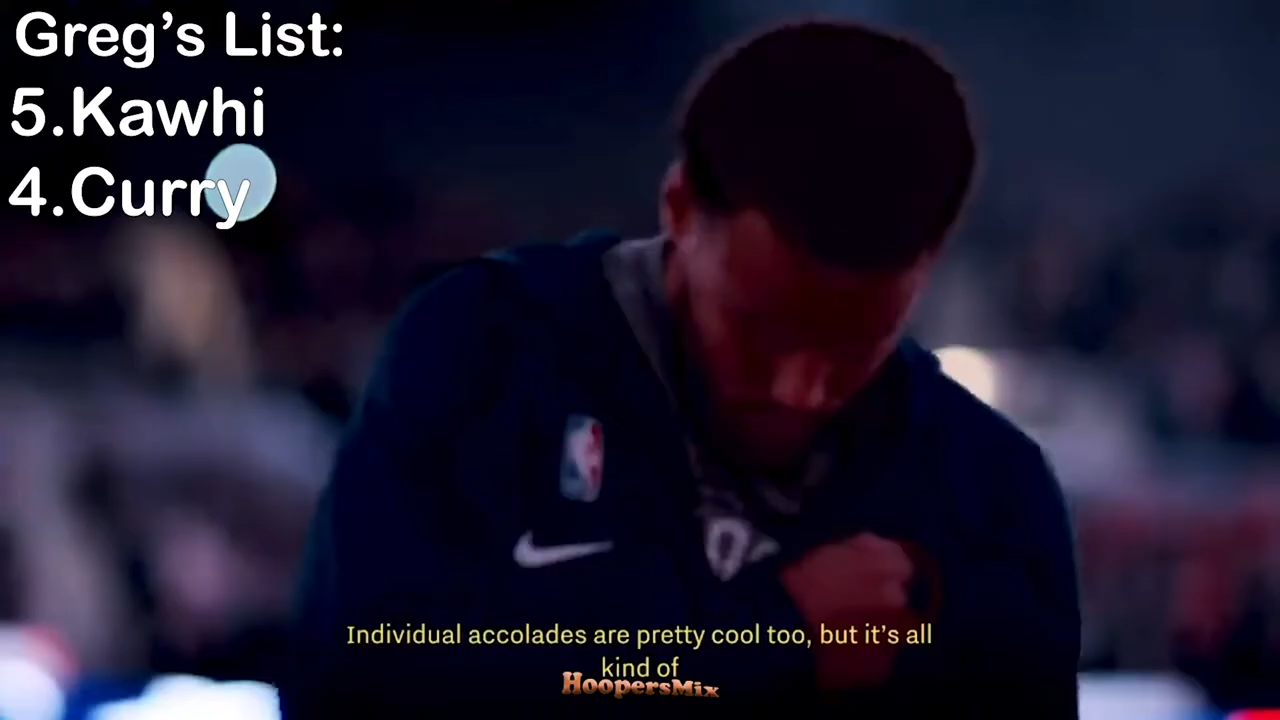 Greg's List:
5.Kawhi
4.Curry
Individual accolades are pretty cool too, but it's all
kind of
HoopersMix